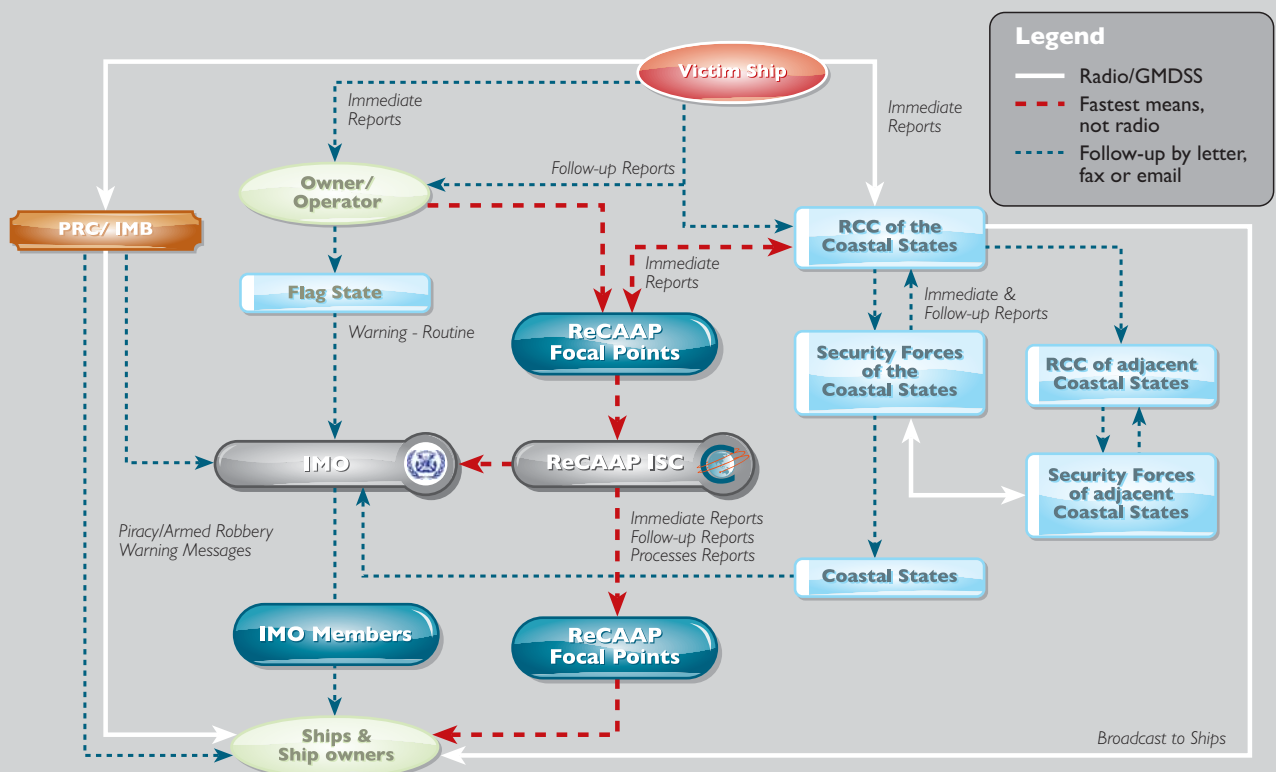 Legend
Radio/GMDSS
Fastest means,
not radio
Follow-up by letter,
fax or email
Victim Ship
Immediate
Reports
Immediate
Reports
Follow-up Reports
Owner/
Operator
PRC/ IMB
RCC of the
Coastal States
Immediate
Reports
Flag State
Immediate &
Follow-up Reports
Warning - Routine
ReCAAP
Focal Points
Security Forces
of the
Coastal States
RCC of adjacent
Coastal States
IMO
ReCAAP ISC
Security Forces
of adjacent
Coastal States
Piracy/Armed Robbery
Warning Messages
Immediate Reports
Follow-up Reports
Processes Reports
Coastal States
IMO Members
ReCAAP
Focal Points
Ships &
Ship owners
Broadcast to Ships